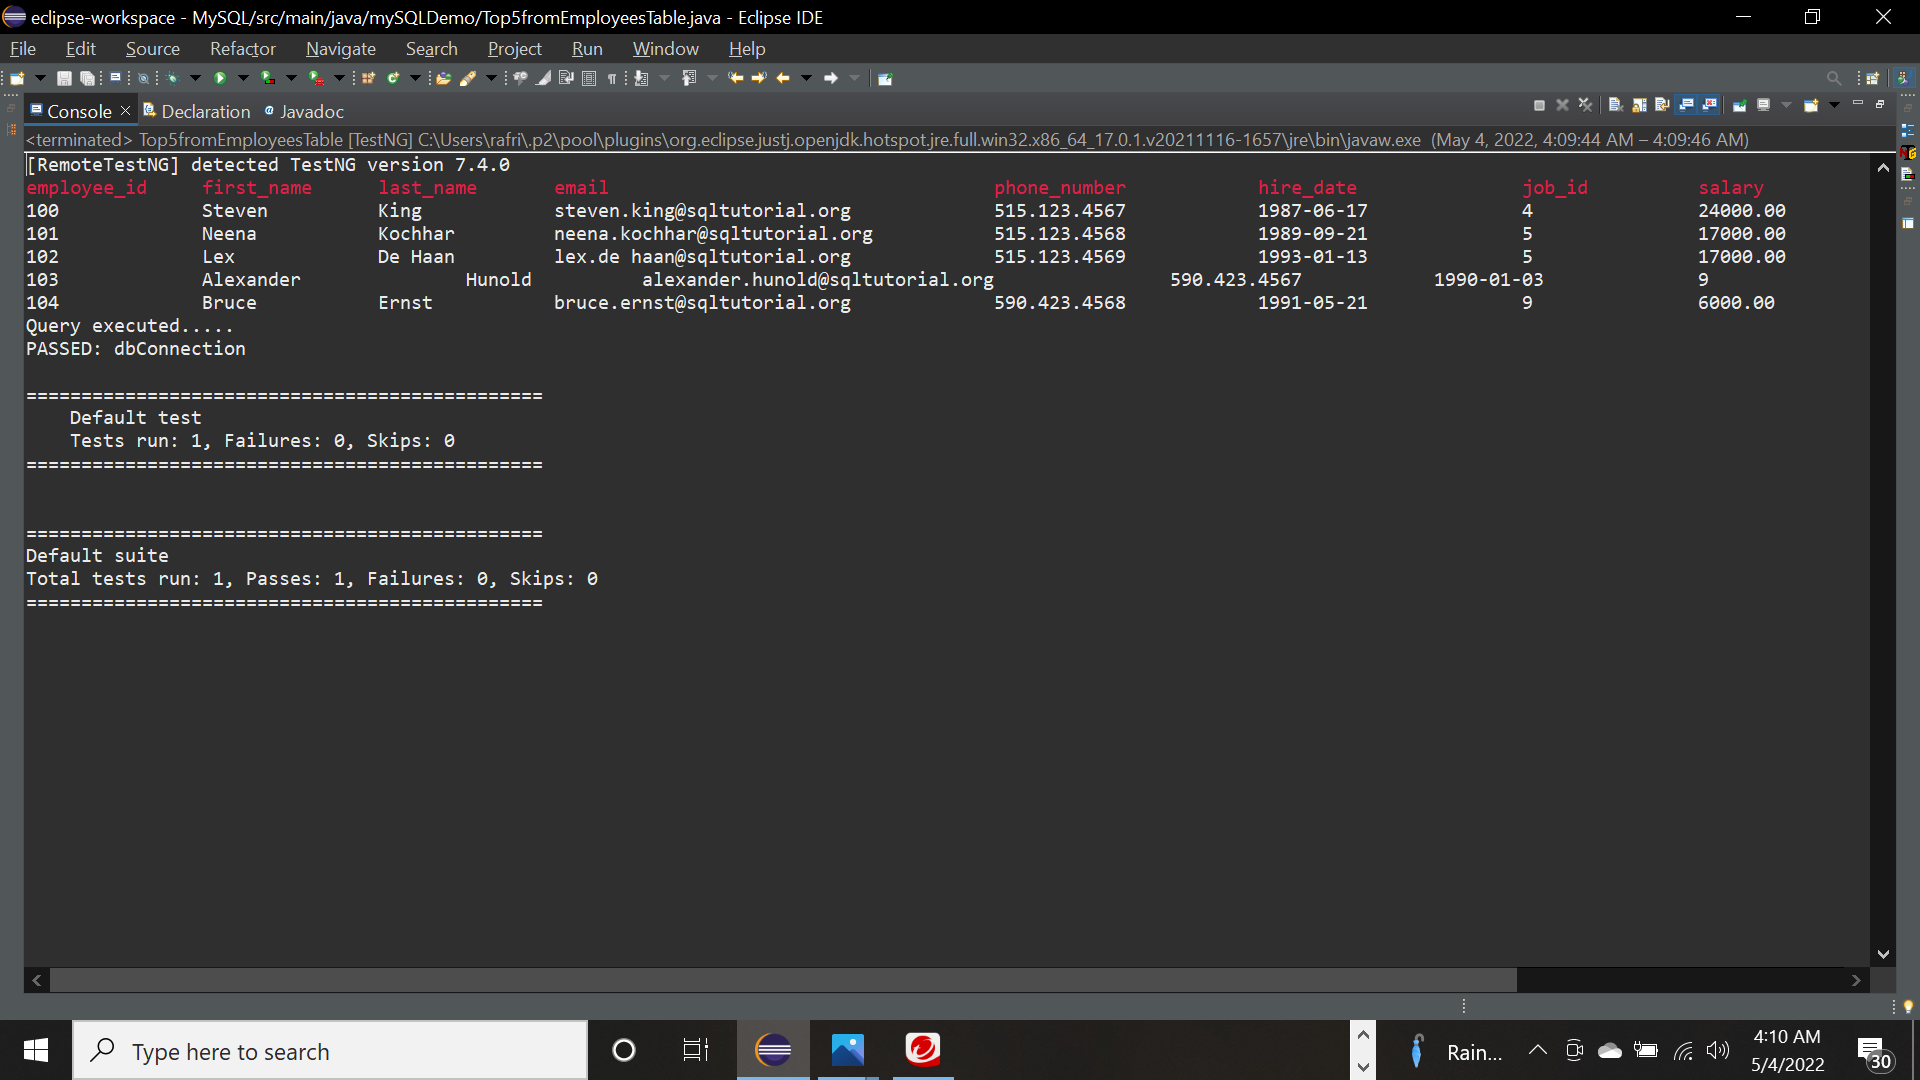 eclipse-workspace - MySQL/src/main/java/mySQLDemo/Top5fromEmployeesTable.java - Eclipse IDE
File Edit Source Refactor Navigate Search Project Run Window Help
Console Declaration Javadoc
<terminated> Top5fromEmployeesTable [TestNG] C:\Users\rafri\.p2\pool\plugins\org.eclipse.justj.openjdk.hotspot.jre.full.win32.x86_64_17.0.1.v20211116-1657\jre\bin\javaw.exe (May 4, 2022, 4:09:44 AM – 4:09:46 AM)
[RemoteTestNG] detected TestNG version 7.4.0
employee_id first_name last_name email phone_number hire_date job_id salary
100 Steven King steven.king@sqltutorial.org 515.123.4567 1987-06-17 4 24000.00
101 Neena Kochhar neena.kochhar@sqltutorial.org 515.123.4568 1989-09-21 5 17000.00
102 Lex De Haan lex.de haan@sqltutorial.org 515.123.4569 1993-01-13 5 17000.00
103 Alexander Hunold alexander.hunold@sqltutorial.org 590.423.4567 1990-01-03 9
104 Bruce Ernst bruce.ernst@sqltutorial.org 590.423.4568 1991-05-21 9 6000.00
Query executed.....
PASSED: dbConnection
===============================================
Default test
Tests run: 1, Failures: 0, Skips: 0
===============================================
===============================================
Default suite
Total tests run: 1, Passes: 1, Failures: 0, Skips: 0
===============================================
Type here to search
Rain...
4:10 AM
5/4/2022
30